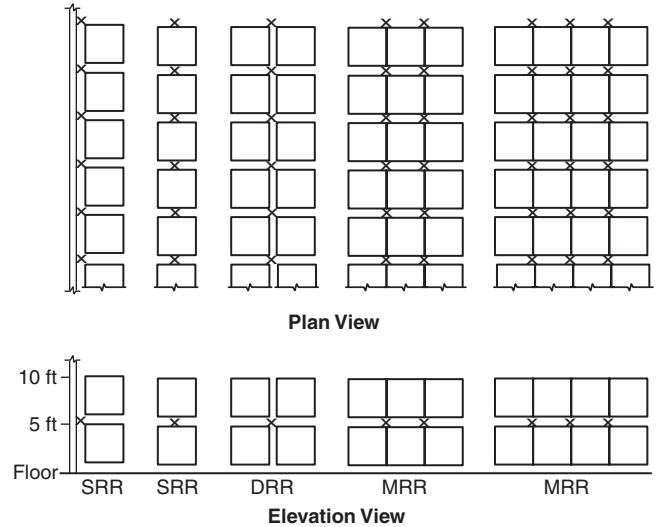 Plan View
10 ft
5 ft
Floor
SRR SRR DRR MRR MRR
Elevation View